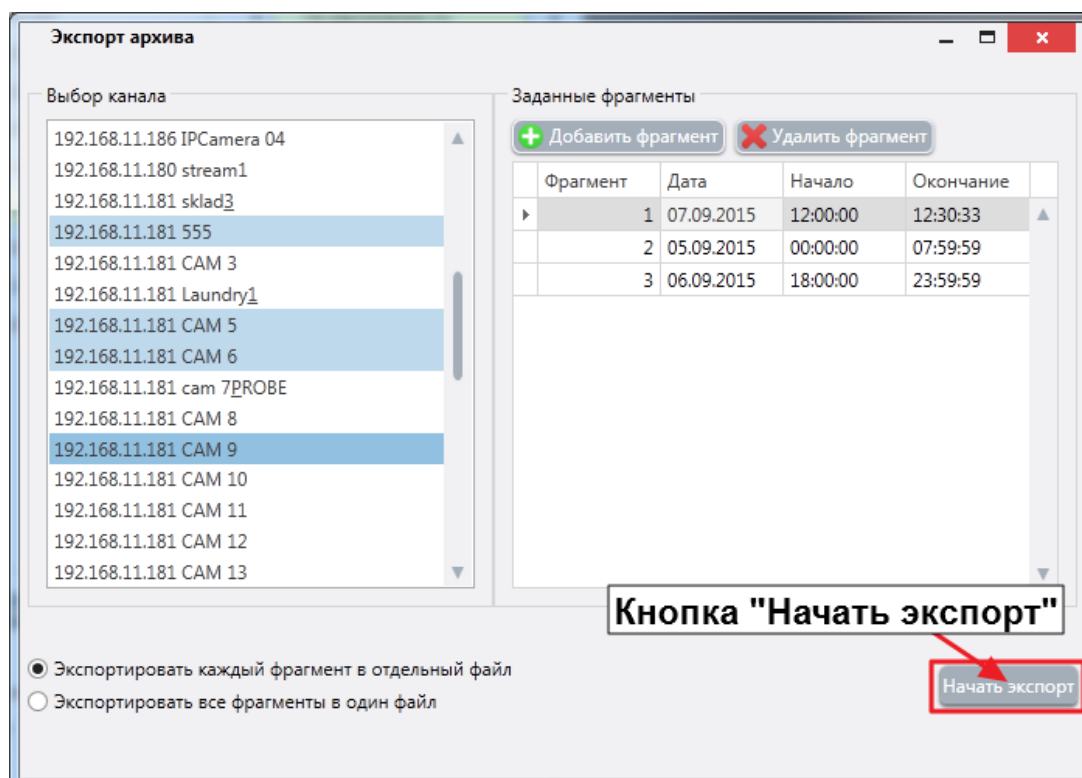 Экспорт архива
Выбор канала
192.168.11.186 IPCamera 04
192.168.11.180 stream1
192.168.11.181 sklad3
192.168.11.181 555
192.168.11.181 CAM 3
192.168.11.181 Laundry1
192.168.11.181 CAM 5
192.168.11.181 CAM 6
192.168.11.181 cam 7PROBE
192.168.11.181 CAM 8
192.168.11.181 CAM 9
192.168.11.181 CAM 10
192.168.11.181 CAM 11
192.168.11.181 CAM 12
192.168.11.181 CAM 13
Заданные фрагменты
Добавить фрагмент Удалить фрагмент
Фрагмент Дата Начало Окончание
1 07.09.2015 12:00:00 12:30:33
2 05.09.2015 00:00:00 07:59:59
3 06.09.2015 18:00:00 23:59:59
Кнопка "Начать экспорт"
Экспортировать каждый фрагмент в отдельный файл
Экспортировать все фрагменты в один файл
Начать экспорт